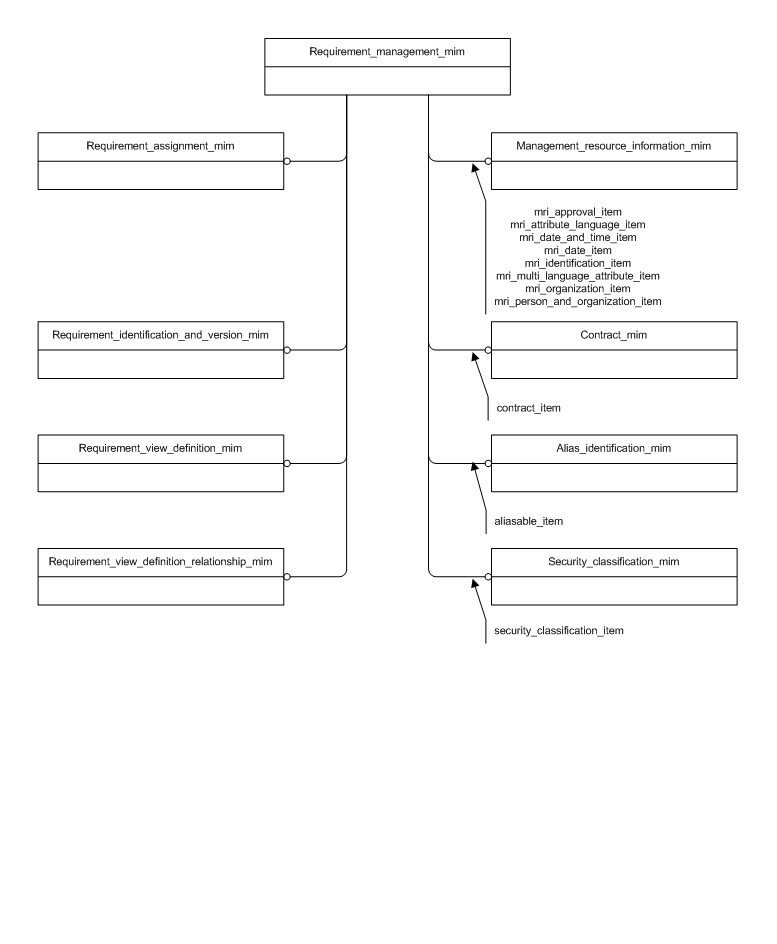 Requirement_management_mim
Requirement_assignment_mim
Management_resource_information_mim
mri_approval_item
mri_attribute_language_item
mri_date_and_time_item
mri_date_item
mri_identification_item
mri_multi_language_attribute_item
mri_organization_item
mri_person_and_organization_item
Requirement_identification_and_version_mim
Contract_mim
contract_item
Requirement_view_definition_mim
Alias_identification_mim
aliasable_item
Requirement_view_definition_relationship_mim
Security_classification_mim
security_classification_item